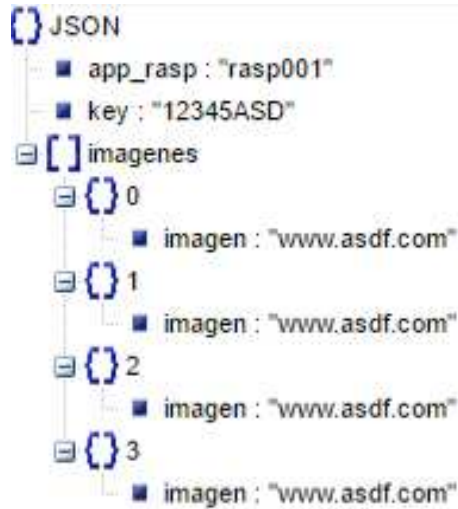 JSON
app_rasp : "rasp001"
key : "12345ASD"
imagenes
0
imagen : "www.asdf.com"
1
imagen : "www.asdf.com"
2
imagen : "www.asdf.com"
3
imagen : "www.asdf.com"